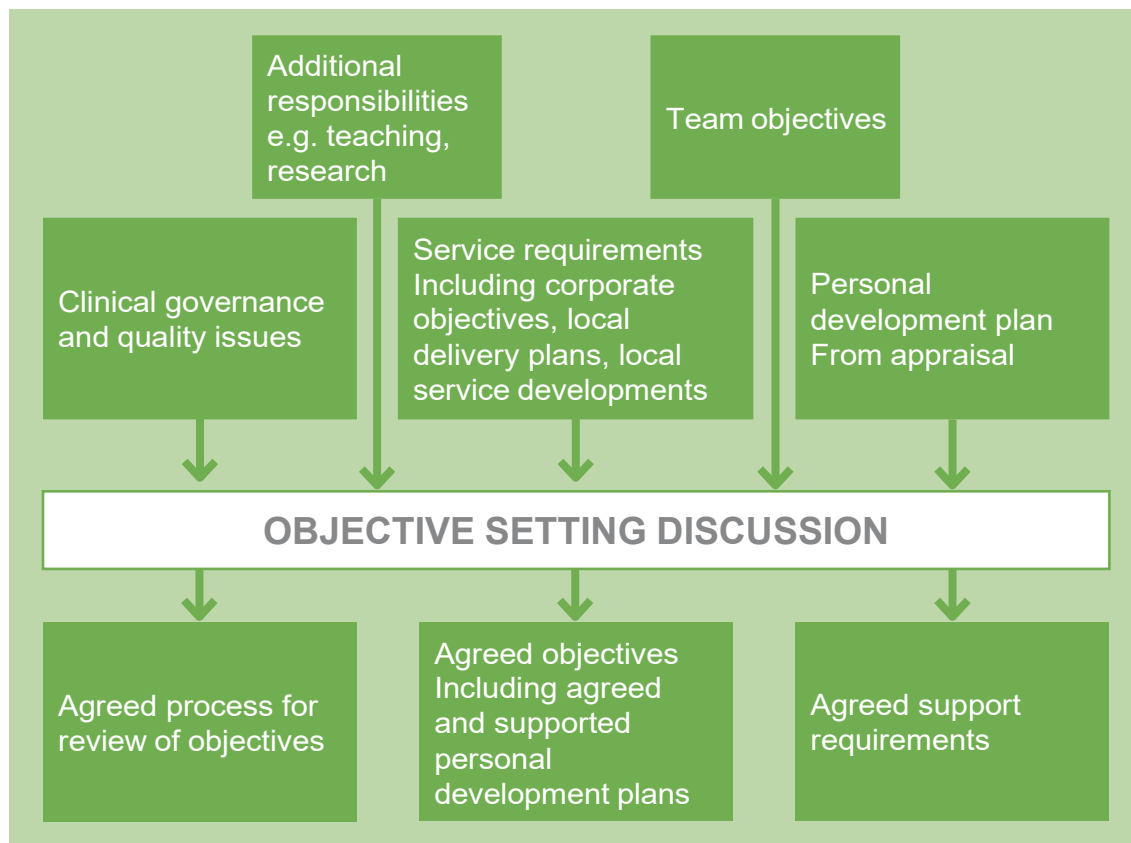 Additional
responsibilities
e.g. teaching,
research
Team objectives
Clinical governance
and quality issues
Service requirements
Including corporate
objectives, local
delivery plans, local
service developments
Personal
development plan
From appraisal
OBJECTIVE SETTING DISCUSSION
Agreed process for
review of objectives
Agreed objectives
Including agreed
and supported
personal
development plans
Agreed support
requirements